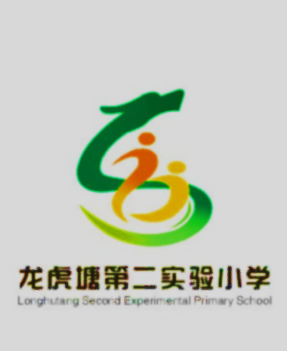 龙虎塘第二实验小学
Longhutang Second Experimental Primary School